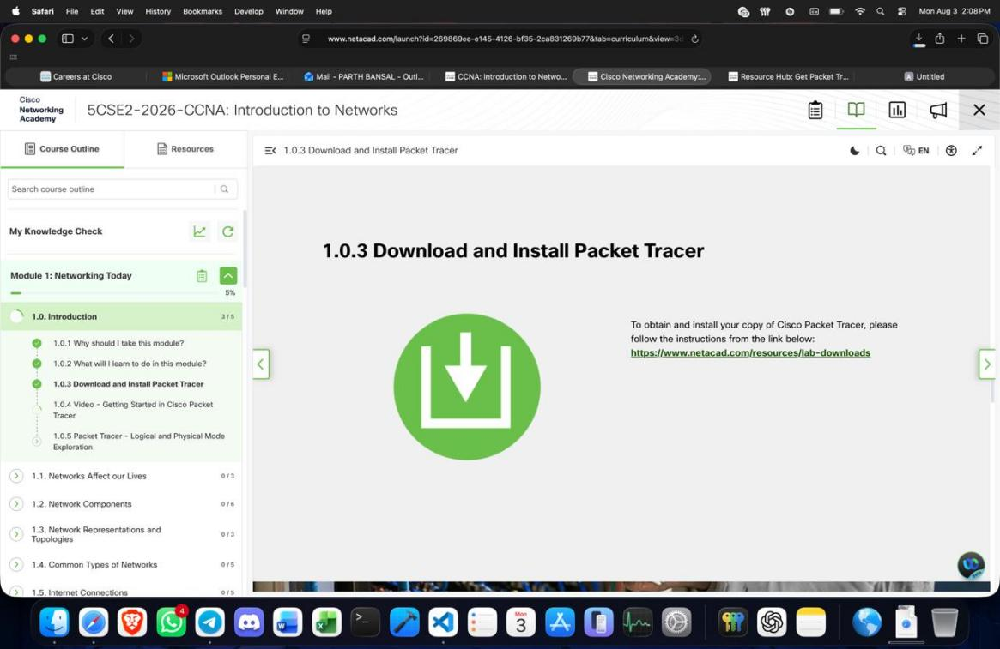 Safari File Edit View History Bookmarks Develop Window Help Mon Aug 3 2:08 PM
www.netacad.com/launch?id=269869ee-e145-4126-bf35-2ca831269b77&tab=curriculum&view=3
Careers at Cisco
Microsoft Outlook Personal E...
Mail - PARTH BANSAL - Outl...
CCNA: Introduction to Netwo...
Cisco Networking Academy:...
Resource Hub: Get Packet Tr...
A Untitled
Cisco
Networking
Academy
5CSE2-2026-CCNA: Introduction to Networks
Course Outline
Resources
Search course outline
My Knowledge Check
Module 1: Networking Today
5%
1.0. Introduction 3 / 5
1.0.1 Why should I take this module?
1.0.2 What will I learn to do in this module?
1.0.3 Download and Install Packet Tracer
1.0.4 Video - Getting Started in Cisco Packet
Tracer
1.0.5 Packet Tracer - Logical and Physical Mode
Exploration
1.1. Networks Affect our Lives 0 / 3
1.2. Network Components 0 / 6
1.3. Network Representations and
Topologies 0 / 3
1.4. Common Types of Networks 0 / 5
1.5. Internet Connections 0 / 5
1.0.3 Download and Install Packet Tracer
EN
1.0.3 Download and Install Packet Tracer
To obtain and install your copy of Cisco Packet Tracer, please
follow the instructions from the link below:
https://www.netacad.com/resources/lab-downloads
4
Mon
3